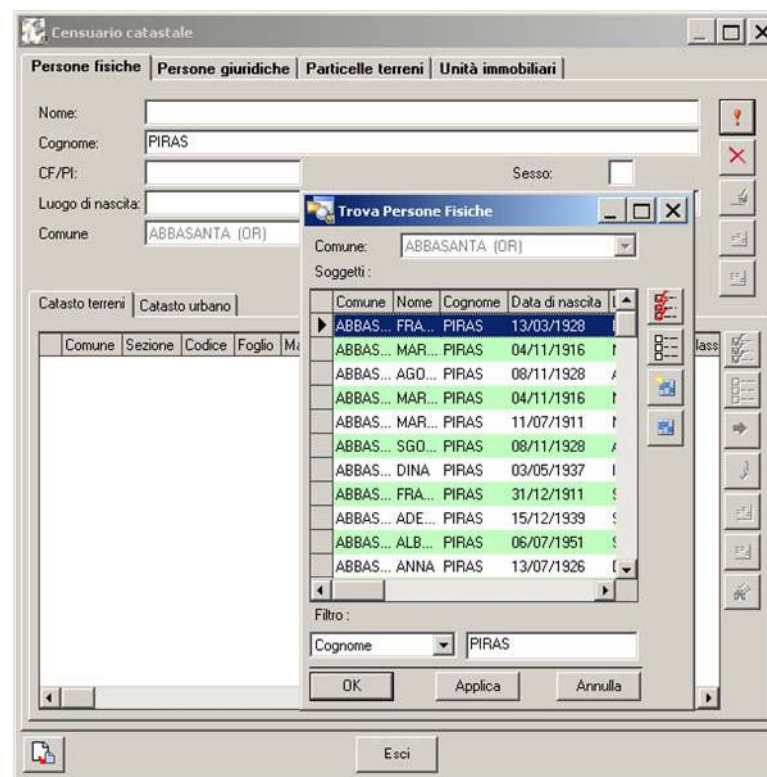 Censuario catastale
Persone fisiche Persone giuridiche Particelle terreni Unità immobiliari
Nome:
Cognome: PIRAS
CF/PI: Sesso:
Luogo di nascita:
Comune ABBASANTA (OR)
Catasto terreni Catasto urbano
Comune Sezione Codice Foglio
Trova Persone Fisiche
Comune: ABBASANTA (OR)
Soggetti :
Comune Nome Cognome Data di nascita
ABBAS... FRA... PIRAS 13/03/1928
ABBAS... MAR... PIRAS 04/11/1916
ABBAS... AGO... PIRAS 08/11/1928
ABBAS... MAR... PIRAS 04/11/1916
ABBAS... MAR... PIRAS 11/07/1911
ABBAS... SGO... PIRAS 08/11/1928
ABBAS... DINA PIRAS 03/05/1937
ABBAS... FRA... PIRAS 31/12/1911
ABBAS... ADE... PIRAS 15/12/1939
ABBAS... ALB... PIRAS 06/07/1951
ABBAS... ANNA PIRAS 13/07/1926
Filtro :
Cognome PIRAS
OK Applica Annulla
Esci